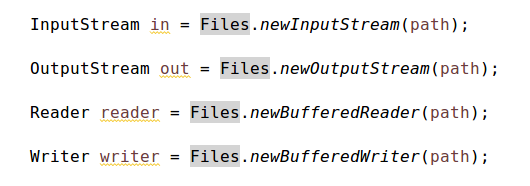 InputStream in = Files.newInputStream(path);
OutputStream out = Files.newOutputStream(path);
Reader reader = Files.newBufferedReader(path);
Writer writer = Files.newBufferedWriter(path);